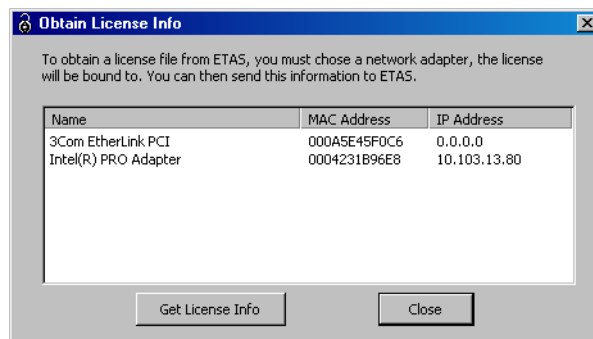 Obtain License Info
To obtain a license file from ETAS, you must chose a network adapter, the license
will be bound to. You can then send this information to ETAS.
Name MAC Address IP Address
3Com EtherLink PCI 000A5E45F0C6 0.0.0.0
Intel(R) PRO Adapter 0004231B96E8 10.103.13.80
Get License Info Close